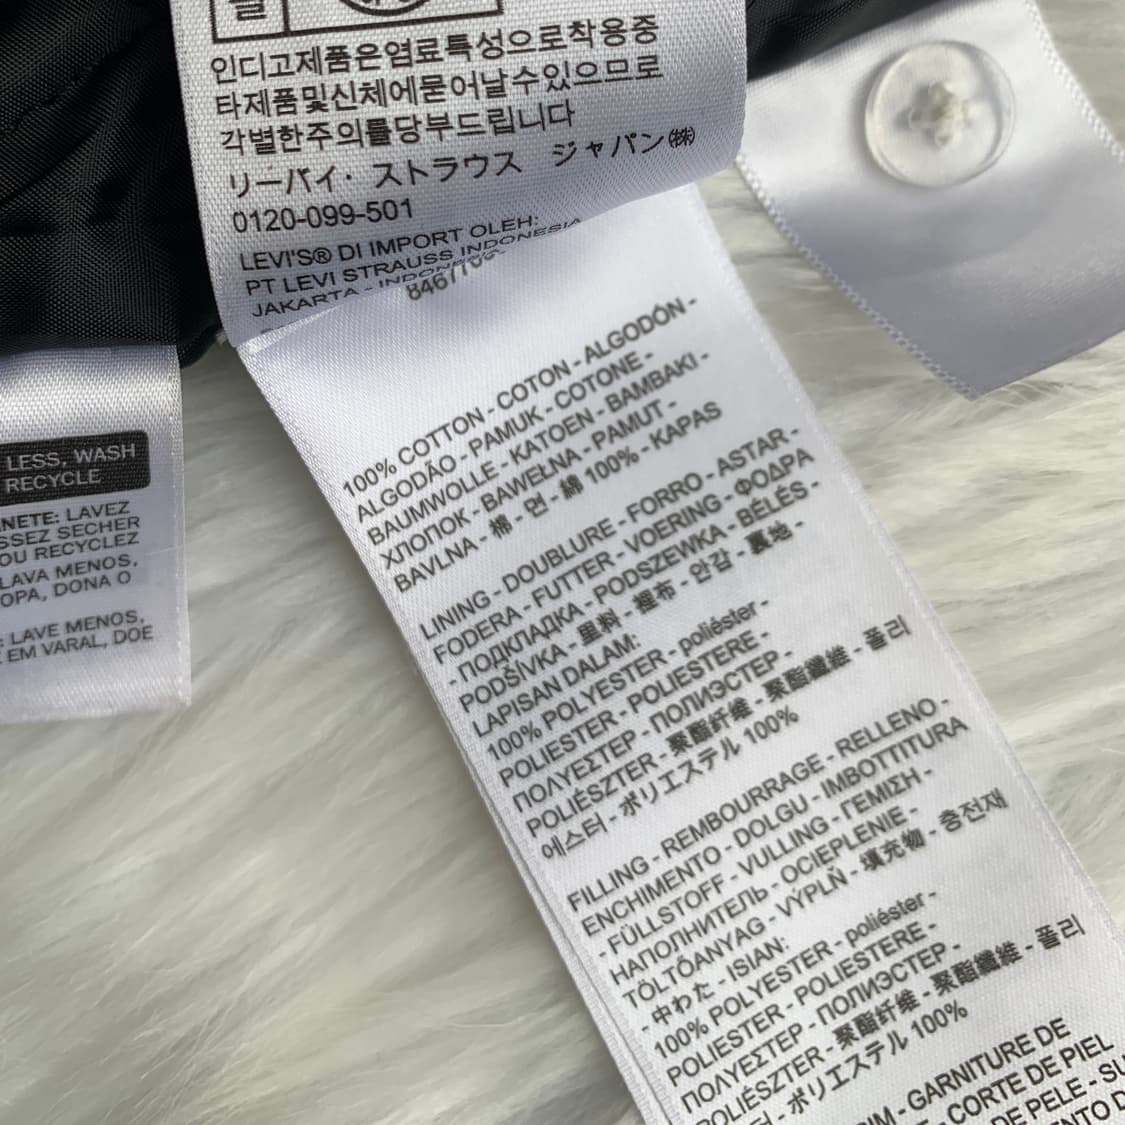 인디고제품은염료특성으로착용중
타제품및신체에묻어날수있으므로
각별한주의를당부드립니다
リーバイ・ストラウス ジャパン㈱
0120-099-501
LEVI'S® DI IMPORT OLEH:
PT LEVI STRAUSS INDONESIA
JAKARTA - INDONESIA
LESS, WASH
RECYCLE
LAVEZ
SECHER
OU RECYCLEZ
LAVA MENOS,
DONA O
LAVE MENOS,
EM VARAL, DOE
100% COTTON - COTON - ALGODÓN -
ALGODÃO - PAMUK - COTONE -
BAUMWOLLE - KATOEN - BAMBAKI -
ХЛОПОК - BAWEŁNA - PAMUT -
BAVLNA - 棉 - 면 - 綿 100% - KAPAS
LINING - DOUBLURE - FORRO - ASTAR -
FODERA - FUTTER - VOERING - ΦΟΔΡΑ
- ПОДКЛАДКА - PODSZEWKA - BÉLÉS -
PODŠÍVKA - 里料 - 裡布 - 안감 - 裏地 -
LAPISAN DALAM:
100% POLYESTER - poliéster -
POLIESTER - POLIESTERE -
ΠΟΛΥΕΣΤΕΡ - ПОЛИЭСТЕР -
POLIÉSZTER - 聚酯纤维 - 聚酯纖維 - 폴리
에스터 - ポリエステル 100%
FILLING - REMBOURRAGE - RELLENO -
ENCHIMENTO - DOLGU - IMBOTTITURA
- FÜLLSTOFF - VULLING - ΓΕΜΙΣΗ -
НАПОЛНИТЕЛЬ - OCIEPLENIE -
TÖLTŐANYAG - VÝPLŇ - 填充物 - 충전재
- 中わた - ISIAN:
100% POLYESTER - poliéster -
POLIESTER - POLIESTERE -
ΠΟΛΥΕΣΤΕΡ - ПОЛИЭСТЕР -
POLIÉSZTER - 聚酯纤维 - 聚酯纖維 - 폴리
- ポリエステル 100%
- GARNITURE DE
- CORTE DE PIEL
DE PELE -